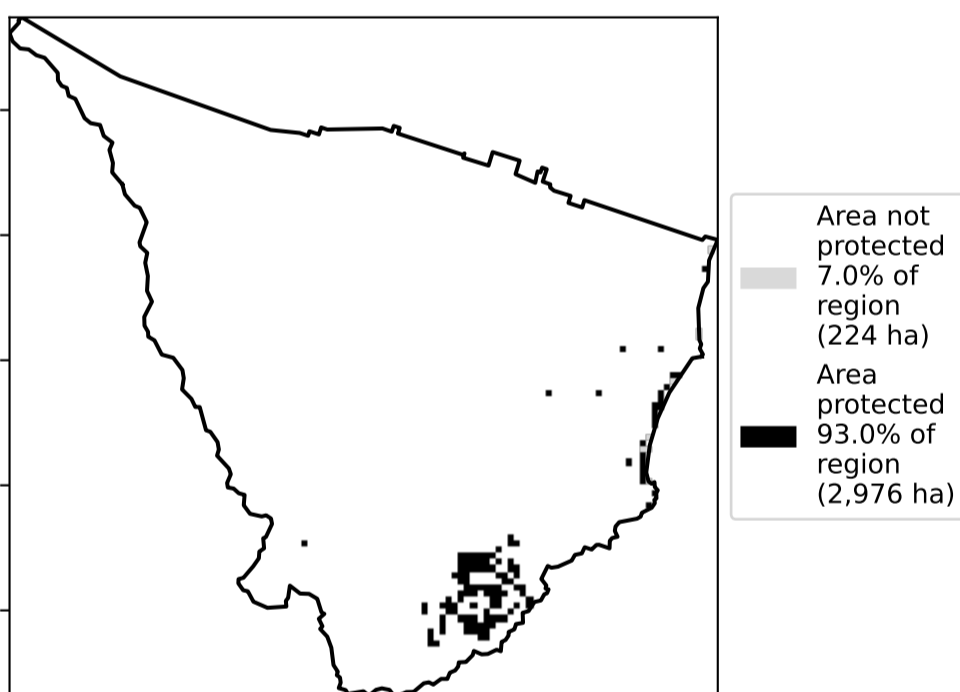 Area not
protected
7.0% of
region
(224 ha)
Area
protected
93.0% of
region
(2,976 ha)